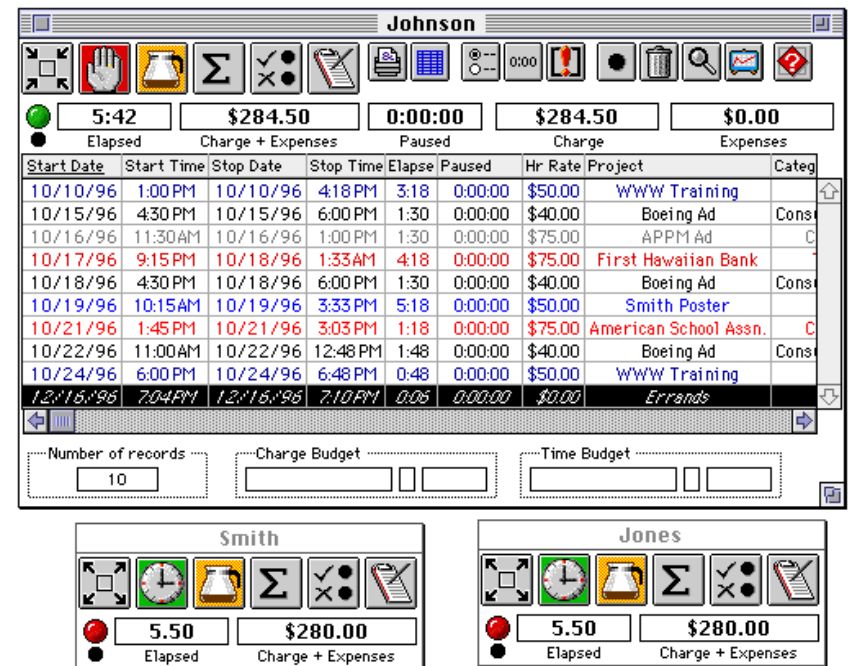 Johnson
0:00
5:42 $284.50 0:00:00 $284.50 $0.00
Elapsed Charge + Expenses Paused Charge Expenses
Start Date Start Time Stop Date Stop Time Elapse Paused Hr Rate Project Categ
10/10/96 1:00 PM 10/10/96 4:18 PM 3:18 0:00:00 $50.00 WWW Training
10/15/96 4:30 PM 10/15/96 6:00 PM 1:30 0:00:00 $40.00 Boeing Ad Cons
10/16/96 11:30 AM 10/16/96 1:00 PM 1:30 0:00:00 $75.00 APPM Ad C
10/17/96 9:15 PM 10/18/96 1:33 AM 4:18 0:00:00 $75.00 First Hawaiian Bank
10/18/96 4:30 PM 10/18/96 6:00 PM 1:30 0:00:00 $40.00 Boeing Ad Cons
10/19/96 10:15 AM 10/19/96 3:33 PM 5:18 0:00:00 $50.00 Smith Poster
10/21/96 1:45 PM 10/21/96 3:03 PM 1:18 0:00:00 $75.00 American School Assn. C
10/22/96 11:00 AM 10/22/96 12:48 PM 1:48 0:00:00 $40.00 Boeing Ad Cons
10/24/96 6:00 PM 10/24/96 6:48 PM 0:48 0:00:00 $50.00 WWW Training
12/16/96 7:04 PM 12/16/96 7:10 PM 0:06 0:00:00 $0.00 Errands
Number of records Charge Budget Time Budget
10
Smith
5.50 $280.00
Elapsed Charge + Expenses
Jones
5.50 $280.00
Elapsed Charge + Expenses